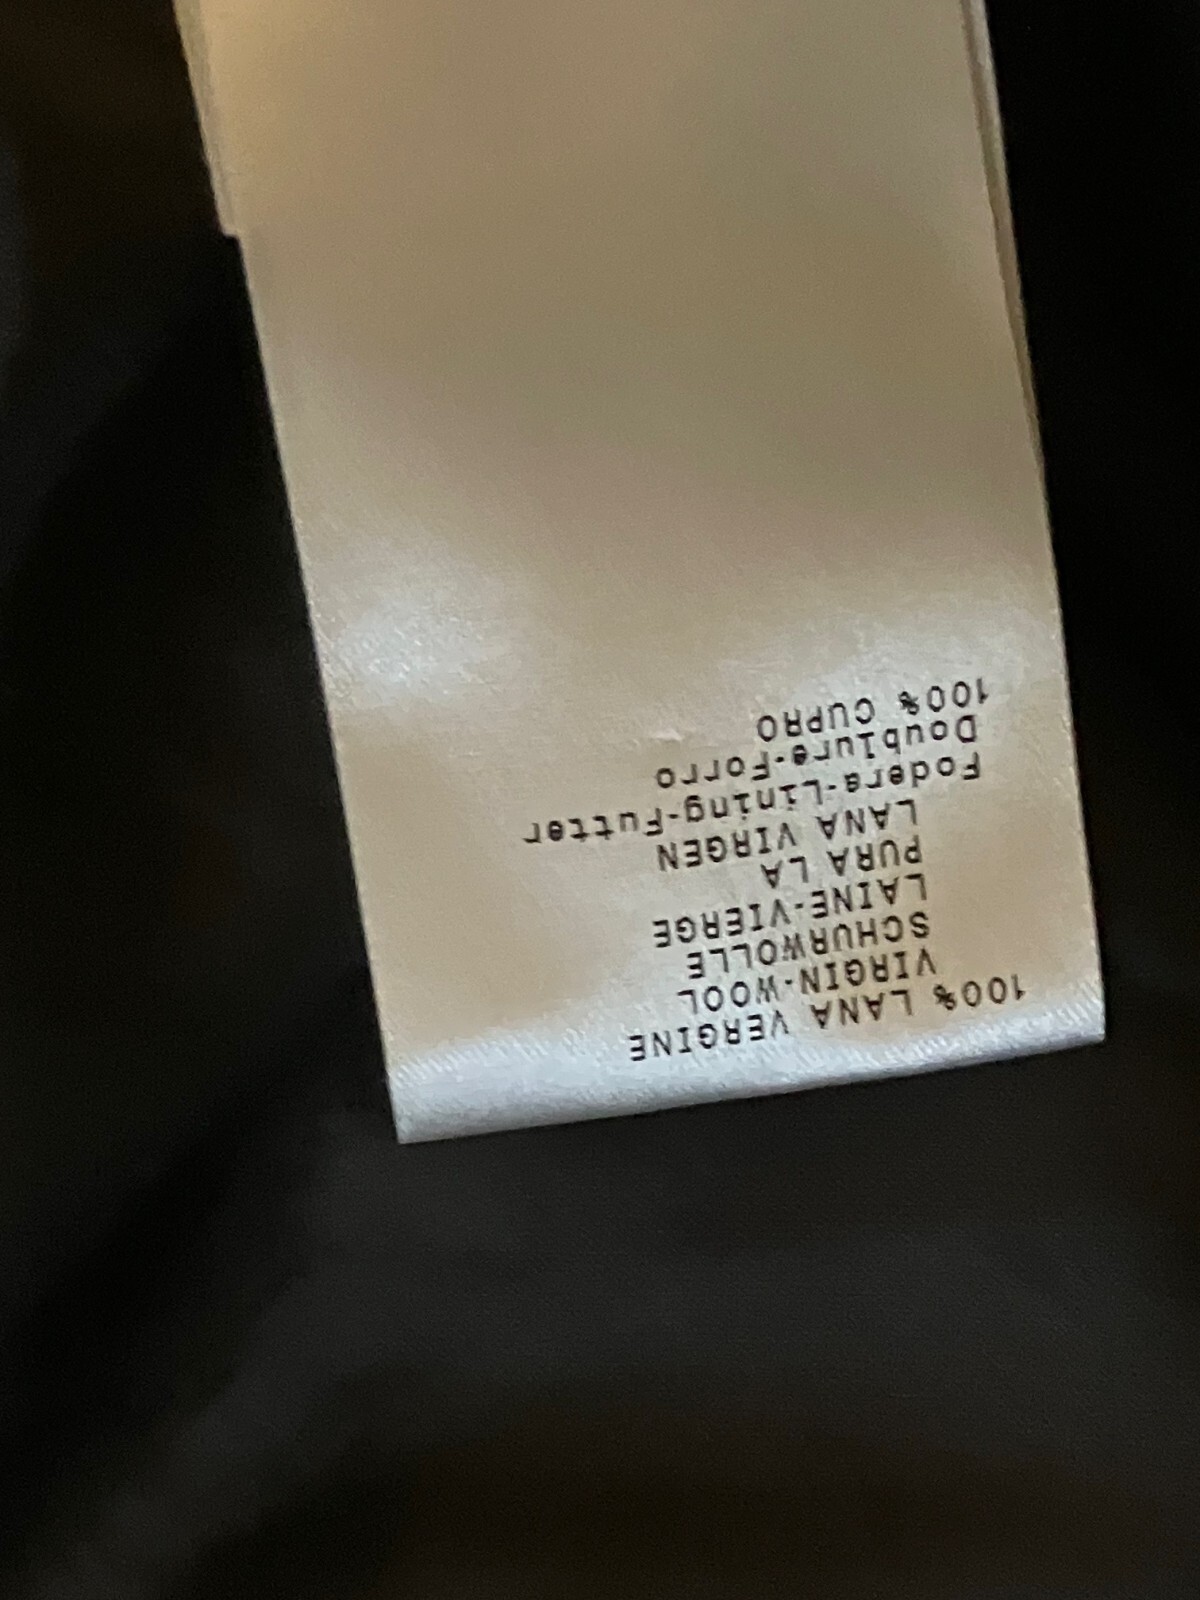 100% LANA VERGINE
VIRGIN-WOOL
SCHURWOLLE
LAINE-VIERGE
PURA LA
LANA VIRGEN
Fodera-Lining-Futter
Doublure-Forro
100% CUPRO